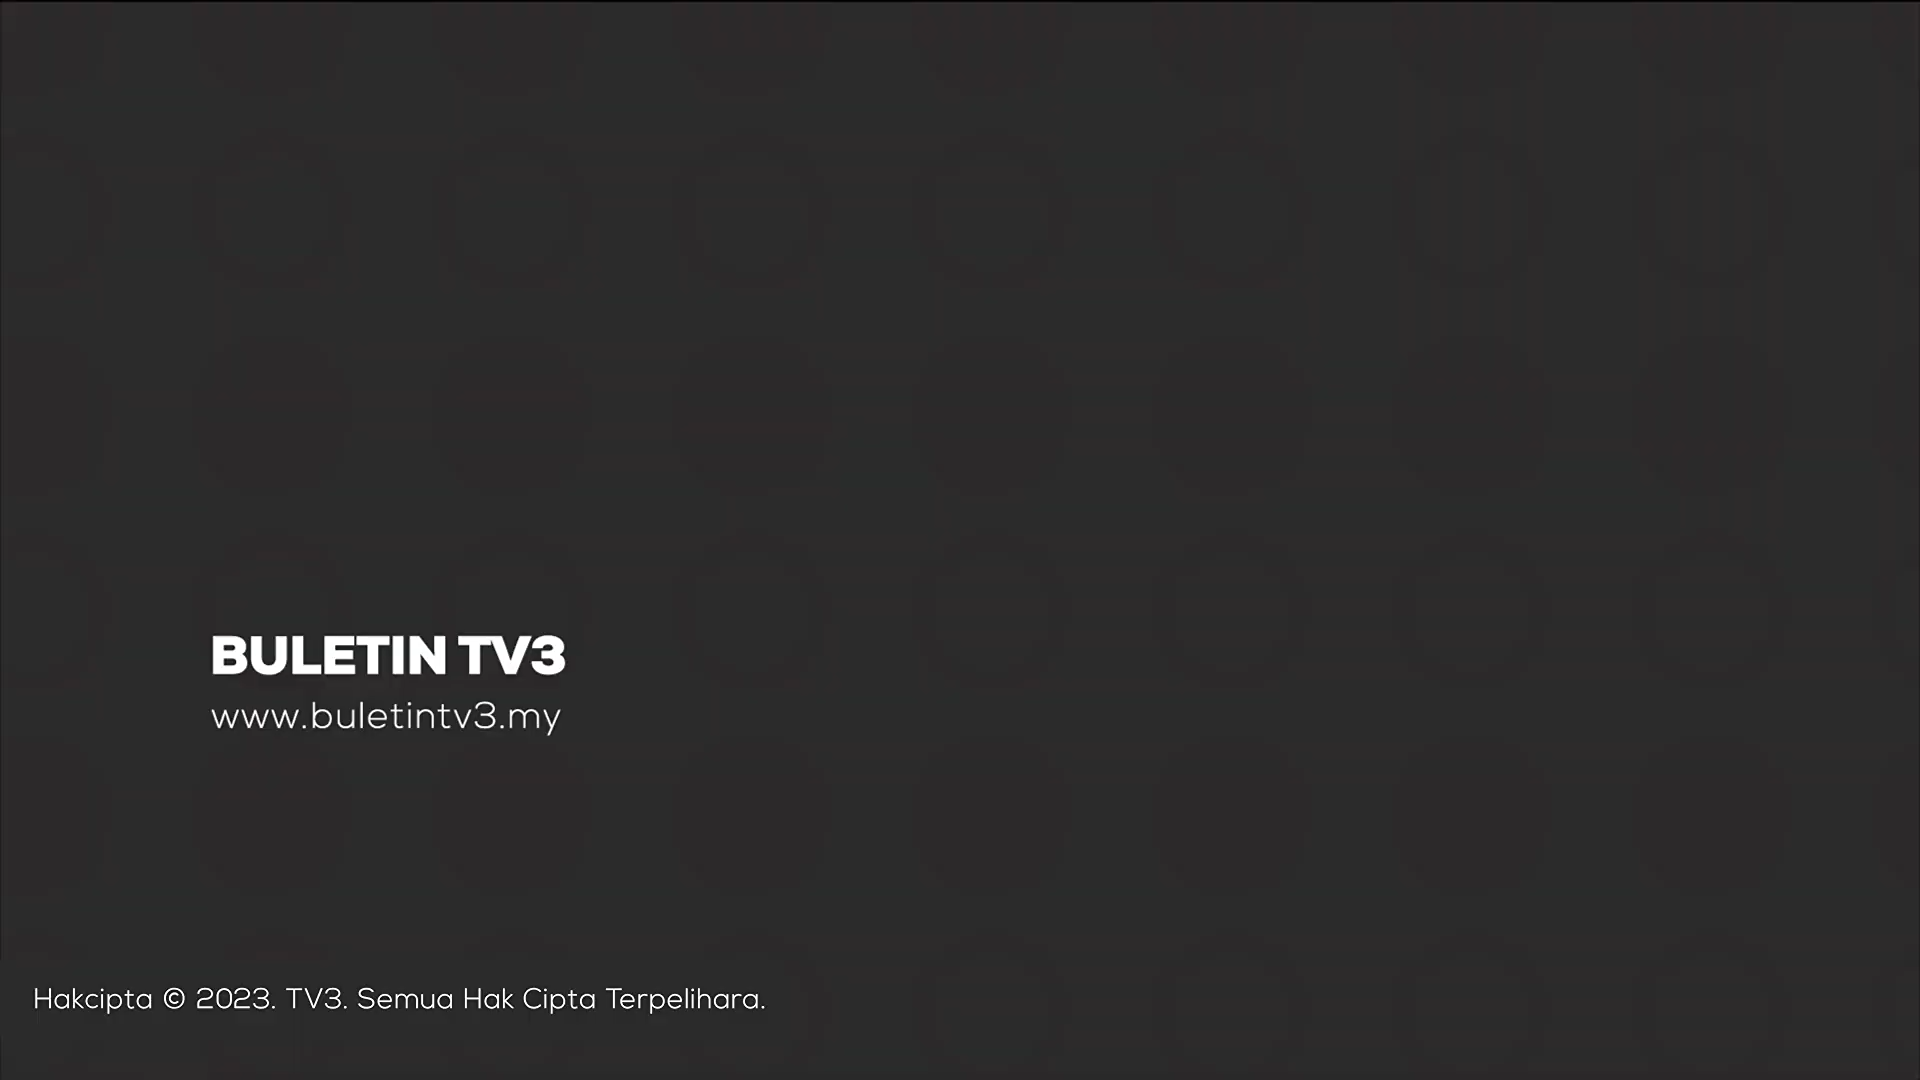 BULETIN TV3
www.buletintv3.my
Hakcipta © 2023. TV3. Semua Hak Cipta Terpelihara.